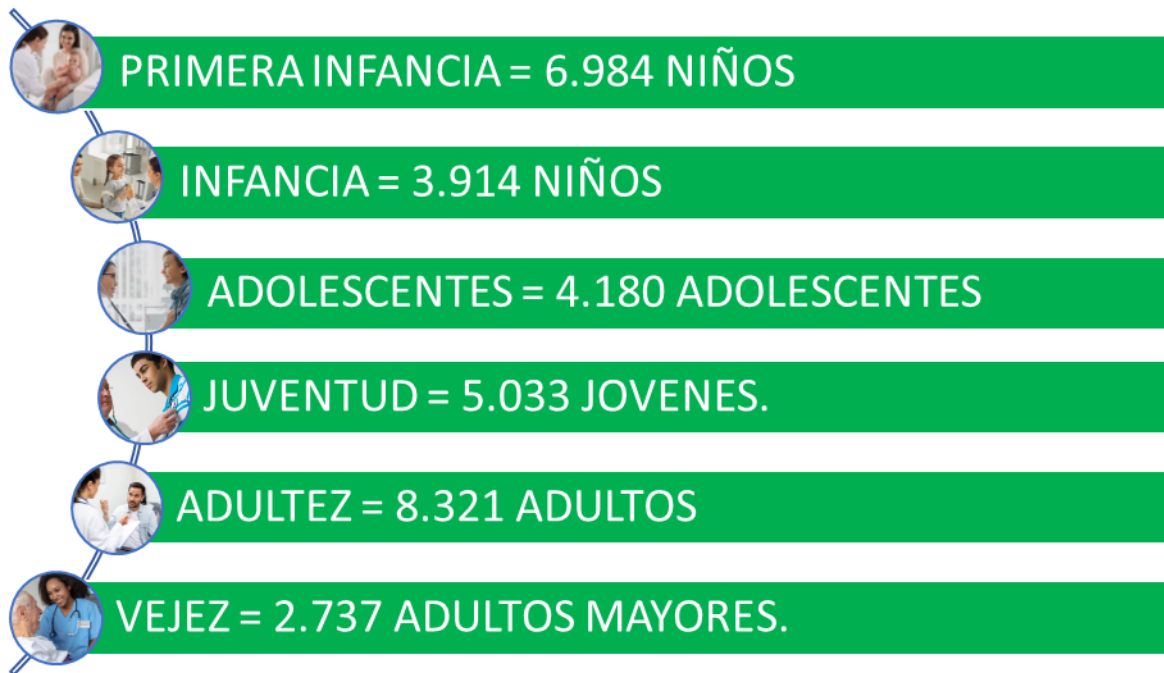 PRIMERA INFANCIA = 6.984 NIÑOS
INFANCIA = 3.914 NIÑOS
ADOLESCENTES = 4.180 ADOLESCENTES
JUVENTUD = 5.033 JOVENES.
ADULTEZ = 8.321 ADULTOS
VEJEZ = 2.737 ADULTOS MAYORES.